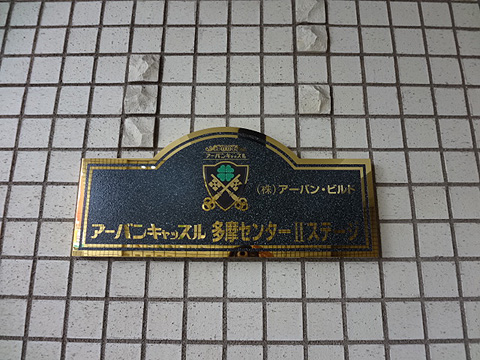 アーバンキャッスル
(株)アーバン・ビルド
アーバンキャッスル 多摩センターIIステージ